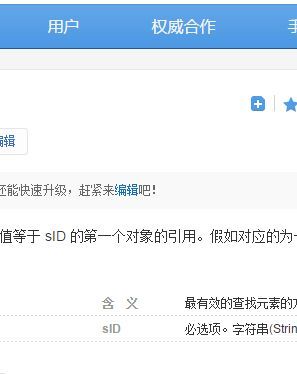 用户 权威合作
编辑
还能快速升级，赶紧来编辑吧！
值等于 sID 的第一个对象的引用。假如对应的为一
含 义 最有效的查找元素的
sID 必选项。字符串(Strin